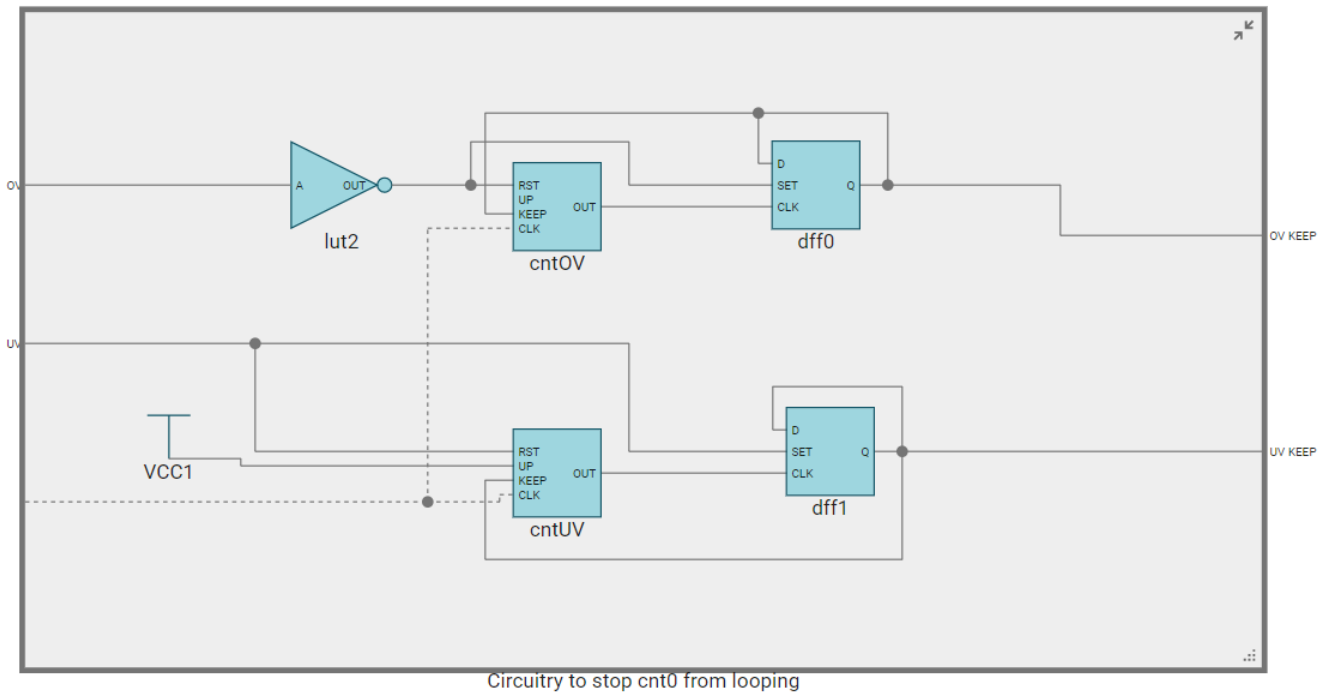 OV
A
OUT
lut2
RST
UP
KEEP
CLK
OUT
cntOV
D
SET
CLK
Q
dff0
OV KEEP
UV
VCC1
RST
UP
KEEP
CLK
OUT
cntUV
D
SET
CLK
Q
dff1
UV KEEP
Circuitry to stop cnt0 from looping